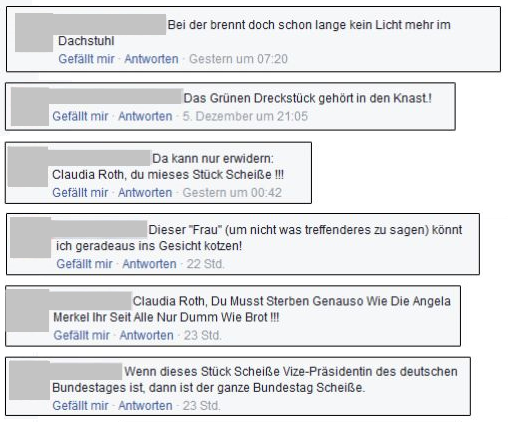 Bei der brennt doch schon lange kein Licht mehr im
Dachstuhl
Gefällt mir · Antworten · Gestern um 07:20
Das Grünen Dreckstück gehört in den Knast.!
Gefällt mir · Antworten · 5. Dezember um 21:05
Da kann nur erwidern:
Claudia Roth, du mieses Stück Scheiße !!!
Gefällt mir · Antworten · Gestern um 00:42
Dieser "Frau" (um nicht was treffenderes zu sagen) könnt
ich geradeaus ins Gesicht kotzen!
Gefällt mir · Antworten · 22 Std.
Claudia Roth, Du Musst Sterben Genauso Wie Die Angela
Merkel Ihr Seit Alle Nur Dumm Wie Brot !!!
Gefällt mir · Antworten · 23 Std.
Wenn dieses Stück Scheiße Vize-Präsidentin des deutschen
Bundestages ist, dann ist der ganze Bundestag Scheiße.
Gefällt mir · Antworten · 23 Std.